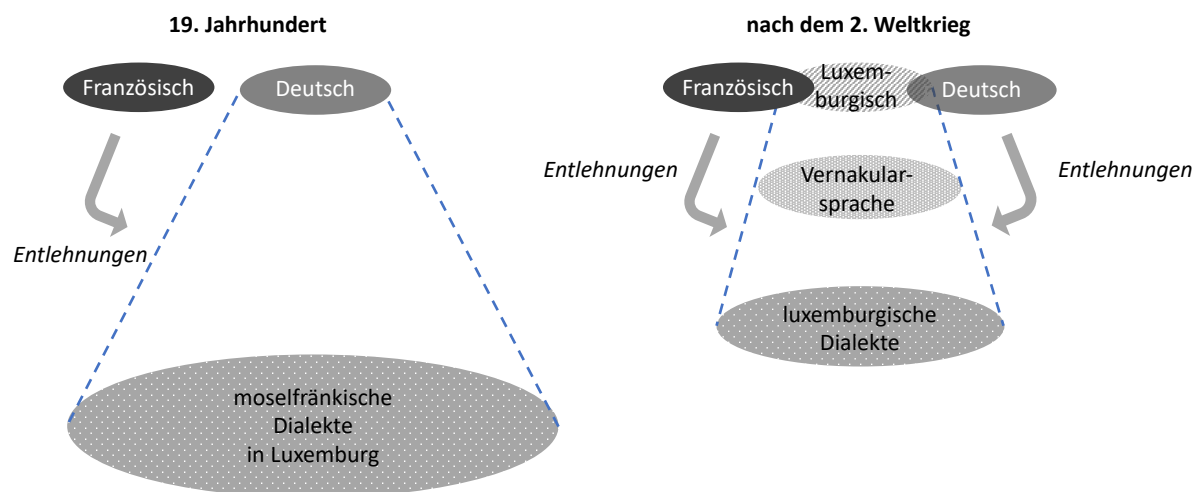 19. Jahrhundert
Französisch
Deutsch
Entlehnungen
moselfränkische
Dialekte
in Luxemburg
nach dem 2. Weltkrieg
Französisch
Luxem-
burgisch
Deutsch
Entlehnungen
Entlehnungen
Vernakular-
sprache
luxemburgische
Dialekte